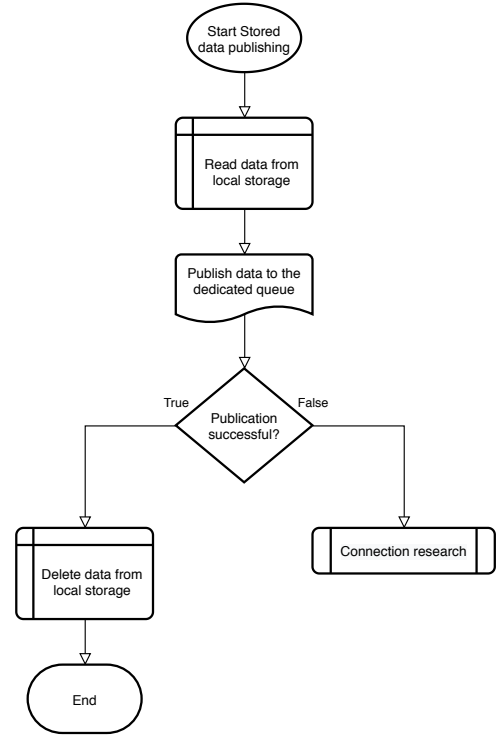 Start Stored
data publishing
Read data from
local storage
Publish data to the
dedicated queue
True
False
Publication
successful?
Delete data from
local storage
Connection research
End